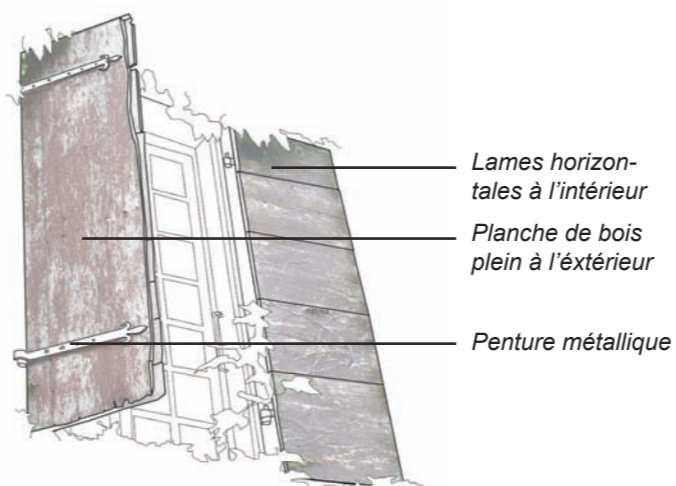 Lames horizon-
tales à l'intérieur
Planche de bois
plein à l'éxtérieur
Penture métallique